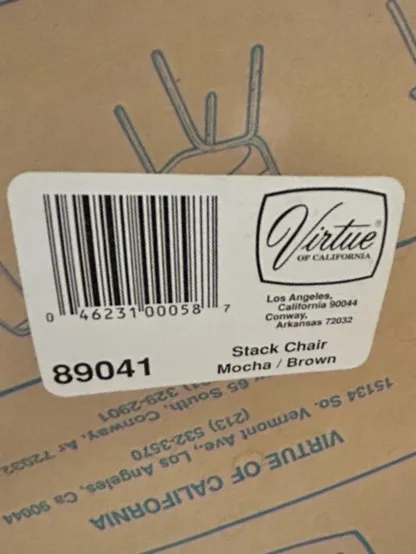 Virtue®
OF CALIFORNIA
Los Angeles,
California 90044
Conway,
Arkansas 72032
0 46231 00058 7
89041
Stack Chair
Mocha / Brown
VIRTUE OF CALIFORNIA
15134 So. Vermont Ave., Los Angeles, Ca 90044
(213) 532-3570
65 South, Conway, Ar 72032
329-2901